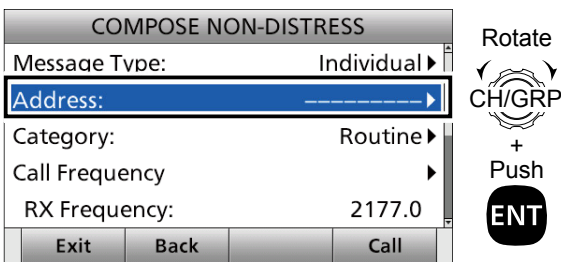 COMPOSE NON-DISTRESS
Message Type: Individual
Address: –––––––––
Category: Routine
Call Frequency
RX Frequency: 2177.0
Exit Back Call
Rotate
CH/GRP
+
Push
ENT